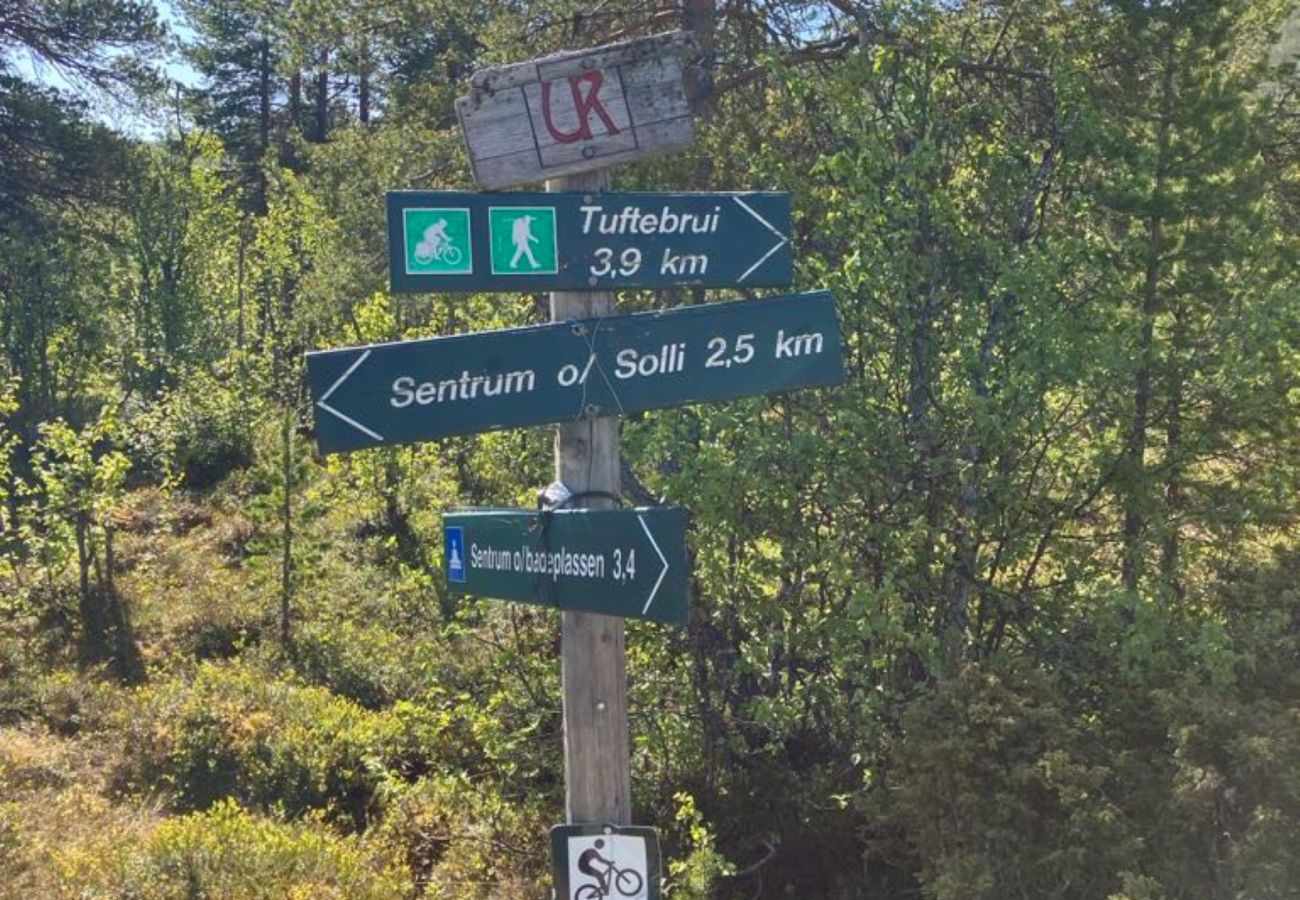 UR
Tuftebrui
3,9 km
Sentrum o/ Solli 2,5 km
Sentrum o/badeplassen 3,4